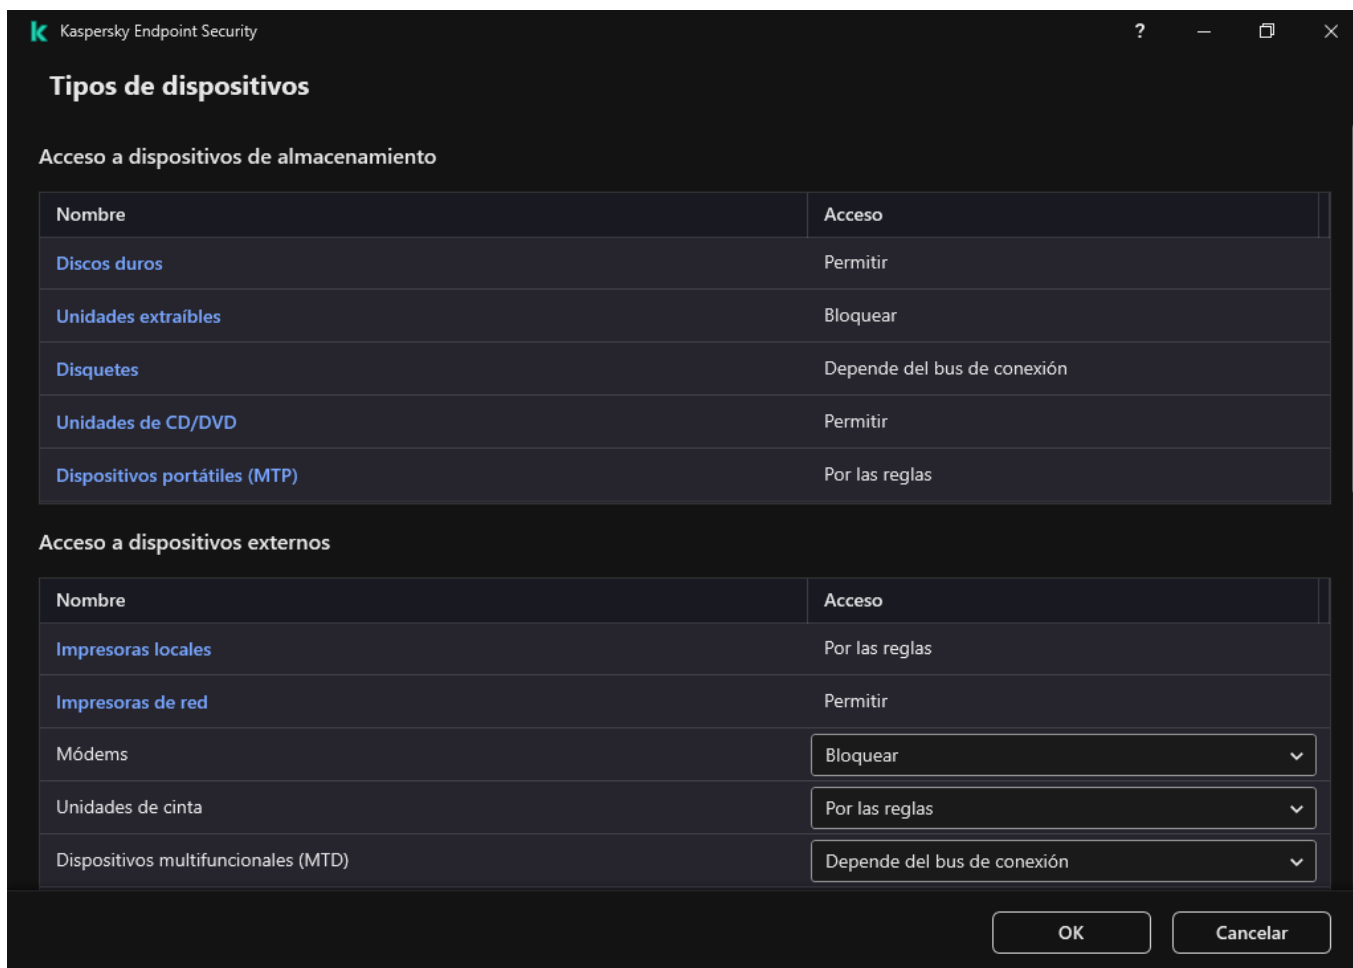 Kaspersky Endpoint Security ?
Tipos de dispositivos
Acceso a dispositivos de almacenamiento
Nombre Acceso
Discos duros Permitir
Unidades extraíbles Bloquear
Disquetes Depende del bus de conexión
Unidades de CD/DVD Permitir
Dispositivos portátiles (MTP) Por las reglas
Acceso a dispositivos externos
Nombre Acceso
Impresoras locales Por las reglas
Impresoras de red Permitir
Módems Bloquear
Unidades de cinta Por las reglas
Dispositivos multifuncionales (MTD) Depende del bus de conexión
OK Cancelar